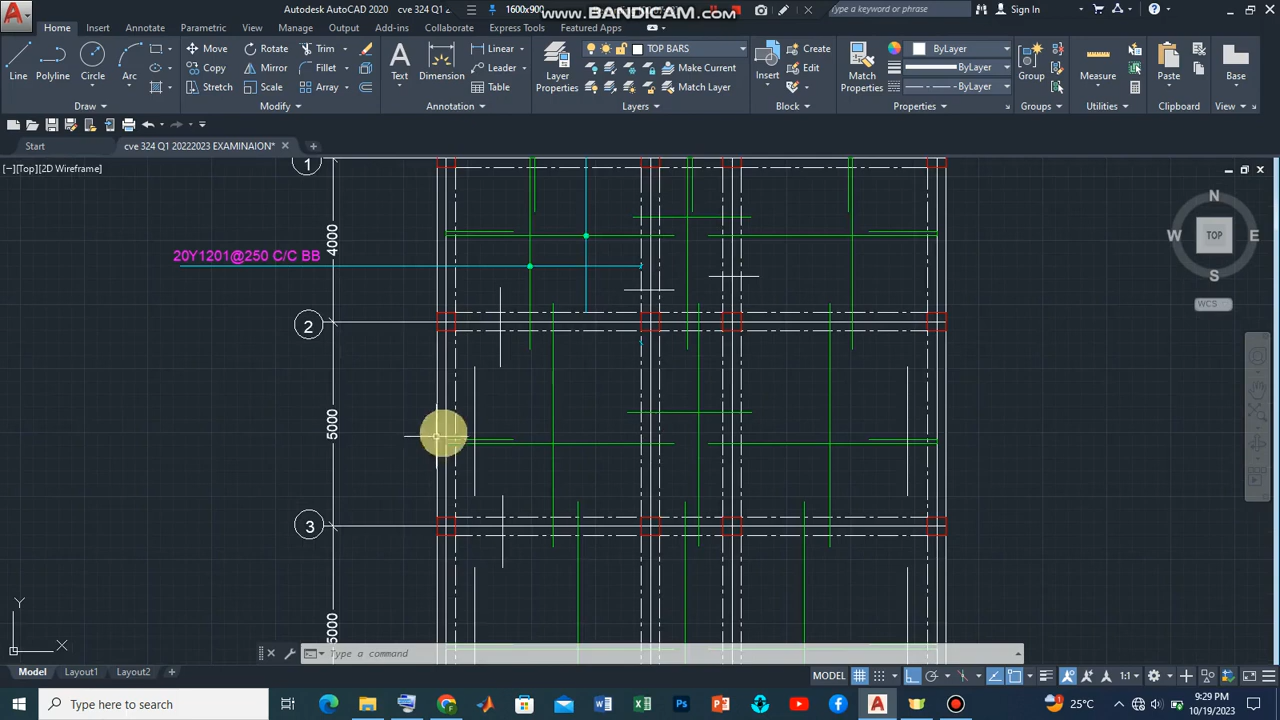 Autodesk AutoCAD 2020 cve 324 Q1 1600x900 www.BANDICAM.com Type a keyword or phrase Sign In
Home Insert Annotate Parametric View Manage Output Add-ins Collaborate Express Tools Featured Apps
Line Polyline Circle Arc
Move Rotate Trim
Copy Mirror Fillet
Stretch Scale Array
Text Dimension
Linear
Leader
Table
Layer Properties
TOP BARS
Make Current
Match Layer
Insert
Create
Edit
Match Properties
ByLayer
ByLayer
ByLayer
Group
Measure
Paste
Base
Draw Modify Annotation Layers Block Properties Groups Utilities Clipboard View
Start cve 324 Q1 20222023 EXAMINAION*
[–][Top][2D Wireframe]
1
4000
20Y1201@250 C/C BB
2
5000
3
5000
N
W TOP E
S
WCS
Y
X
Type a command
Model Layout1 Layout2
MODEL 1:1
Type here to search
25°C
9:29 PM
10/19/2023